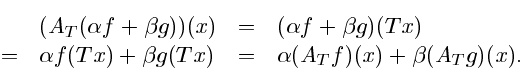 (A_T(αf + βg))(x) = (αf + βg)(Tx)
= αf(Tx) + βg(Tx) = α(A_T f)(x) + β(A_T g)(x).